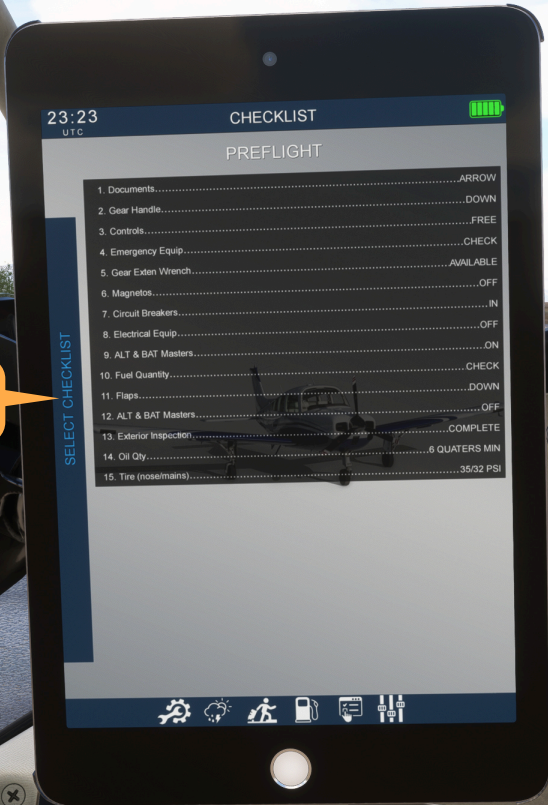 23:23
UTC
CHECKLIST
PREFLIGHT
1. Documents....................ARROW
2. Gear Handle....................DOWN
3. Controls....................FREE
4. Emergency Equip....................CHECK
5. Gear Exten Wrench....................AVAILABLE
6. Magnetos....................OFF
7. Circuit Breakers....................IN
8. Electrical Equip....................OFF
9. ALT & BAT Masters....................ON
10. Fuel Quantity....................CHECK
11. Flaps....................DOWN
12. ALT & BAT Masters....................OFF
13. Exterior Inspection....................COMPLETE
14. Oil Qty....................6 QUATERS MIN
15. Tire (nose/mains)....................35/32 PSI
SELECT CHECKLIST